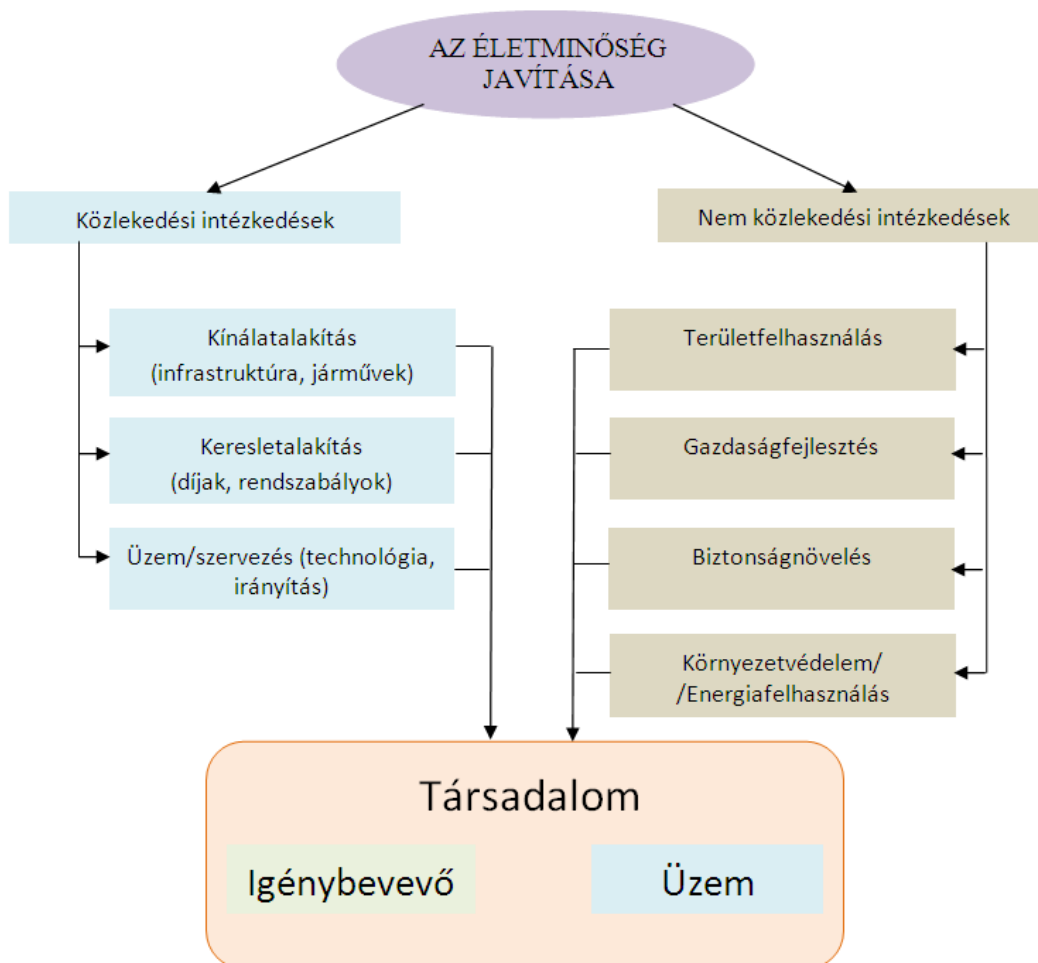 AZ ÉLETMINŐSÉG
JAVÍTÁSA
Közlekedési intézkedések
Nem közlekedési intézkedések
Kínálatalakítás
(infrastruktúra, járművek)
Területfelhasználás
Keresletalakítás
(díjak, rendszabályok)
Gazdaságfejlesztés
Üzem/szervezés (technológia,
irányítás)
Biztonságnövelés
Környezetvédelem/
/Energiafelhasználás
Társadalom
Igénybevevő
Üzem